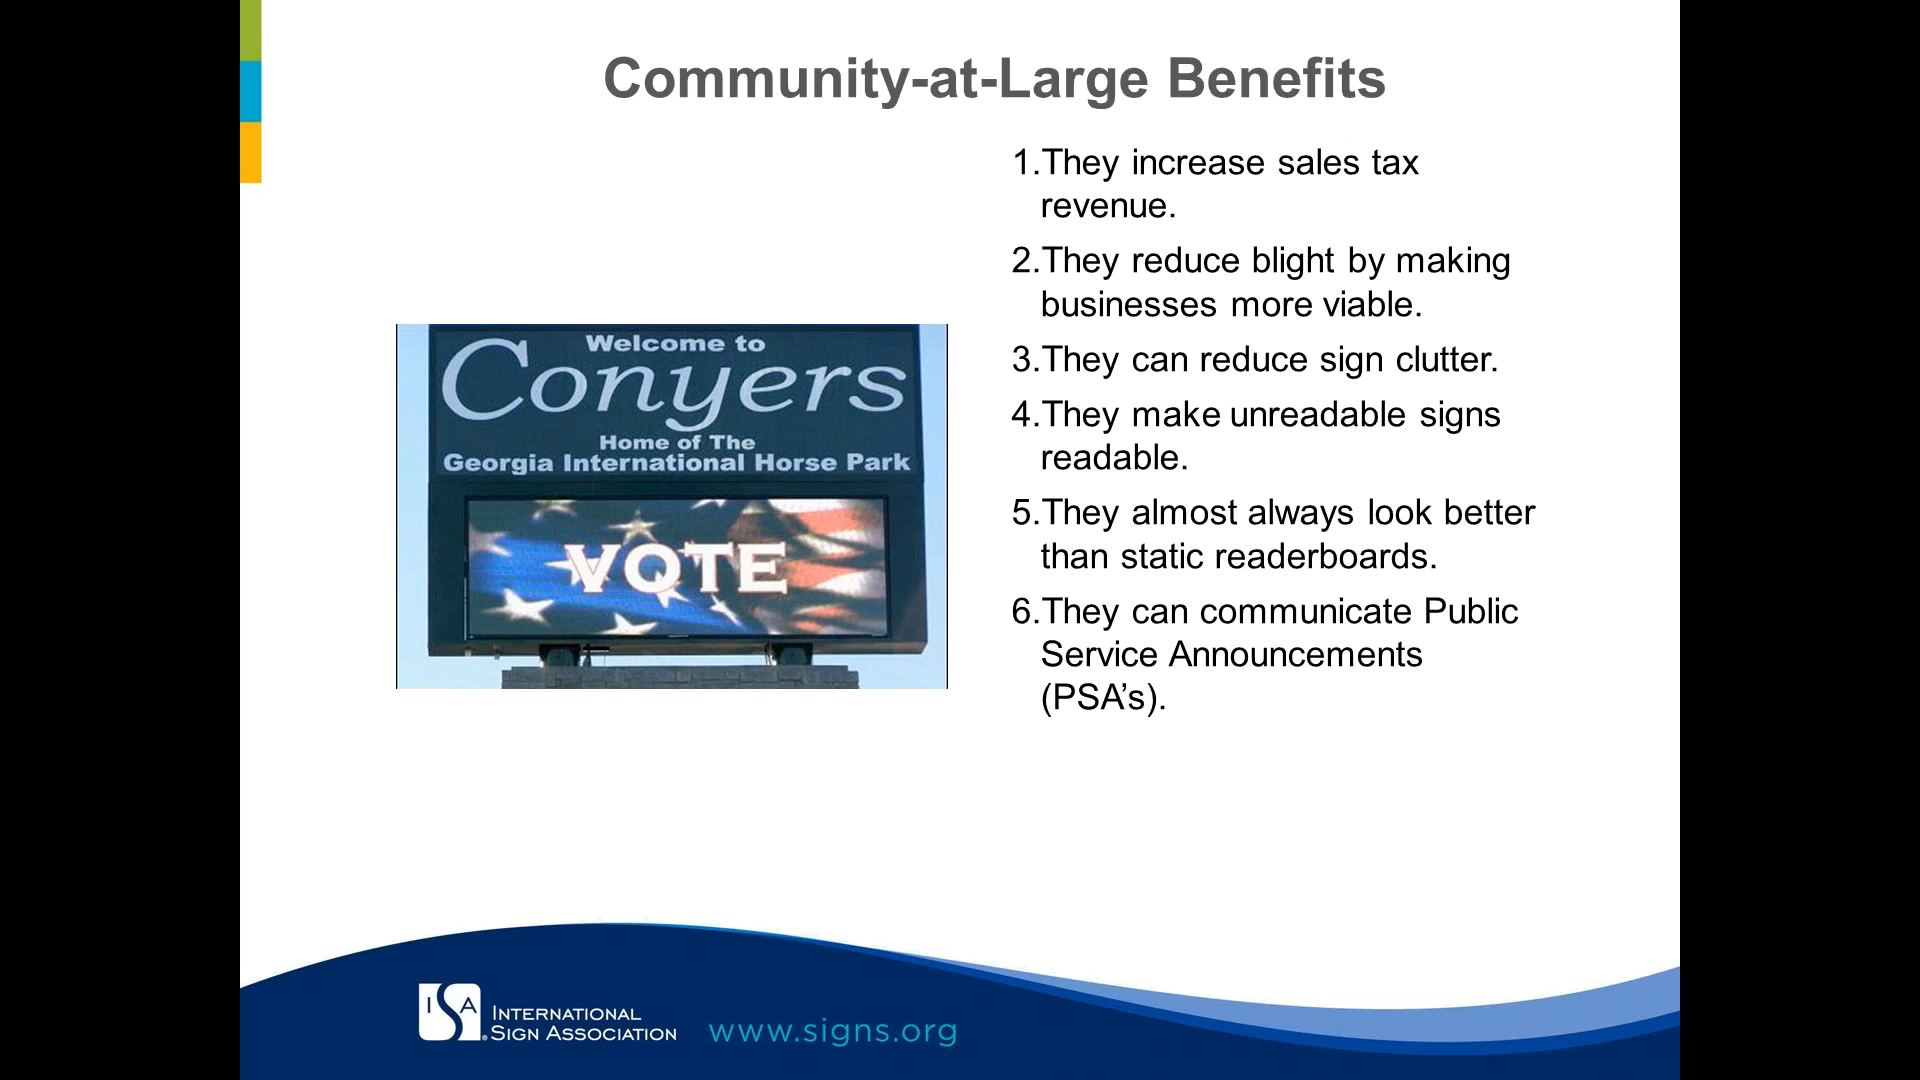 Community-at-Large Benefits
Welcome to
Conyers
Home of The
Georgia International Horse Park
VOTE
1.They increase sales tax
revenue.
2.They reduce blight by making
businesses more viable.
3.They can reduce sign clutter.
4.They make unreadable signs
readable.
5.They almost always look better
than static readerboards.
6.They can communicate Public
Service Announcements
(PSA’s).
ISA®
INTERNATIONAL
SIGN ASSOCIATION
www.signs.org